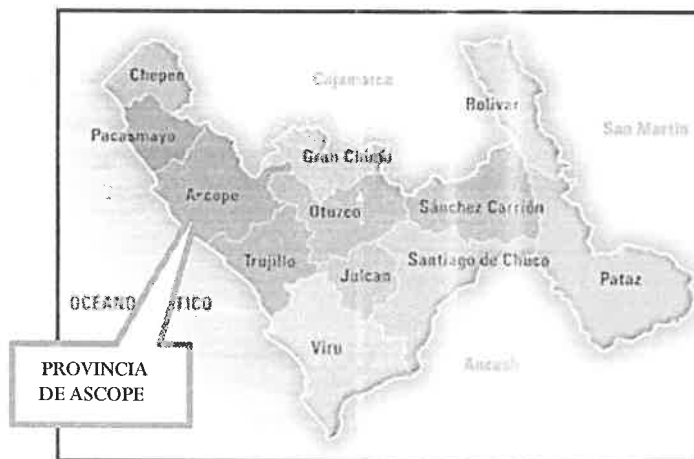 Chepen
Cajamarca
Bolivar
San Martin
Pacasmayo
Gran Chimú
Ascope
Otuzco
Sánchez Carrión
Trujillo
Julcan
Santiago de Chuco
Pataz
OCEANO
TICO
Viru
Ancash
PROVINCIA
DE ASCOPE